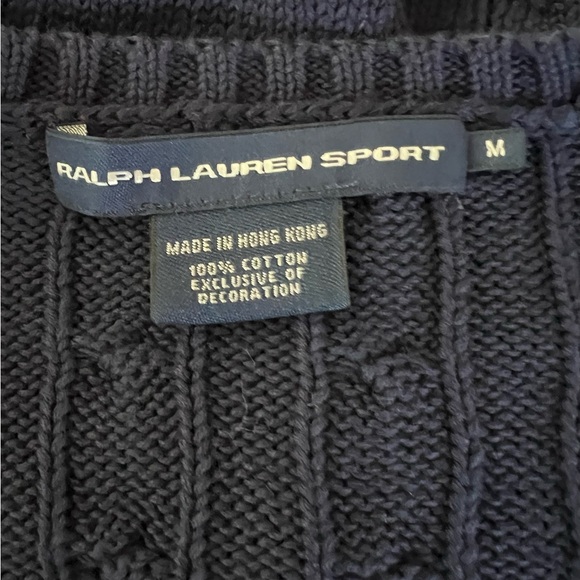 RALPH LAUREN SPORT
M
MADE IN HONG KONG
100% COTTON
EXCLUSIVE OF
DECORATION